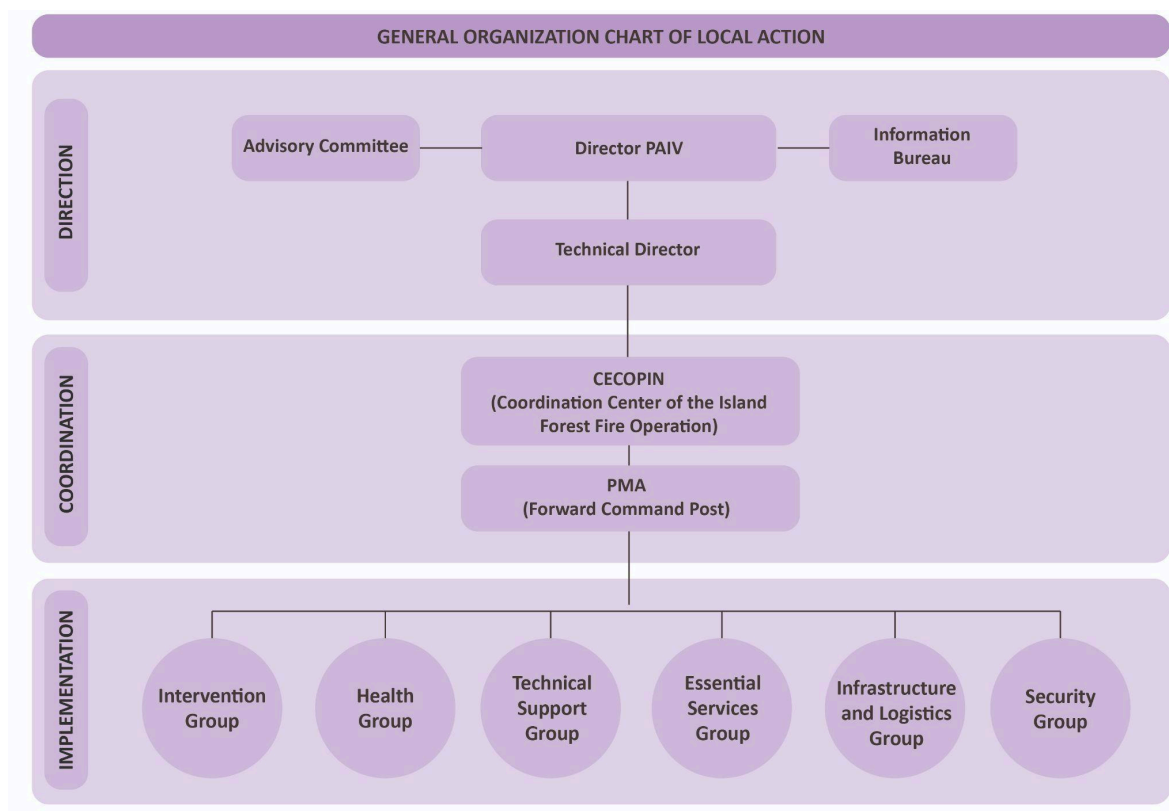 GENERAL ORGANIZATION CHART OF LOCAL ACTION
DIRECTION
Advisory Committee
Director PAIV
Information
Bureau
Technical Director
COORDINATION
CECOPIN
(Coordination Center of the Island
Forest Fire Operation)
PMA
(Forward Command Post)
IMPLEMENTATION
Intervention
Group
Health
Group
Technical
Support
Group
Essential
Services
Group
Infrastructure
and Logistics
Group
Security
Group